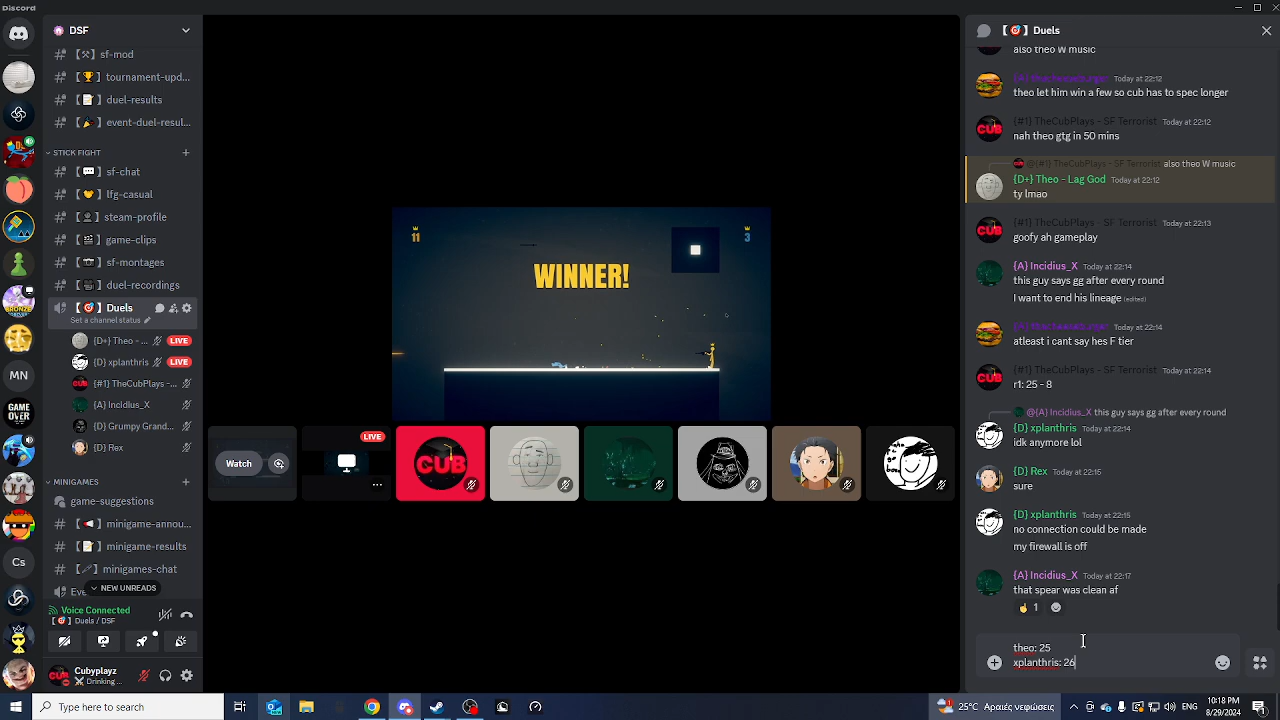 Discord
DSF
【⚒】sf-mod
【🏆】tournament-upd...
【📝】duel-results
【🎉】event-duel-resul...
STICK FIGHT
【💬】sf-chat
lff-casual
steam-profile
game-clips
sf-montages
duel-recordings
【🎯】Duels
Set a channel status
{D+} Theo - ...
LIVE
{D} xplanthris
LIVE
{#1} TheCubPlays - ...
{A} Incidius_X
{D} Grumpy Grand...
MN
GAME OVER
MINIGAMES
game-suggestions
minigame-annou...
minigame-results
minigame-chat
NEW UNREADS
Cs
Voice Connected
【🎯】Duels / DSF
Cubyplayz
Drinking...
11
3
WINNER!
Watch
LIVE
CUB
【🎯】Duels
also theo W music
Today at 22:12
theo let him win a few so cub has to spec longer
{#1} TheCubPlays - SF Terrorist Today at 22:12
nah theo gtg in 50 mins
@{#1} TheCubPlays - SF Terrorist also theo W music
{D+} Theo – Lag God Today at 22:12
ty lmao
{#1} TheCubPlays - SF Terrorist Today at 22:13
goofy ah gameplay
{A} Incidius_X Today at 22:14
this guy says gg after every round
I want to end his lineage (edited)
Today at 22:14
atleast i cant say hes F tier
{#1} TheCubPlays - SF Terrorist Today at 22:14
r1: 25 - 8
@{A} Incidius_X this guy says gg after every round
{D} xplanthris Today at 22:14
idk anymore lol
{D} Rex Today at 22:15
sure
{D} xplanthris Today at 22:15
no connection could be made
my firewall is off
{A} Incidius_X Today at 22:17
that spear was clean af
1
theo: 25
xplanthris: 26
Type here to search
25°C Αραιός νεφώσεις
10:18 PM
8/29/2024